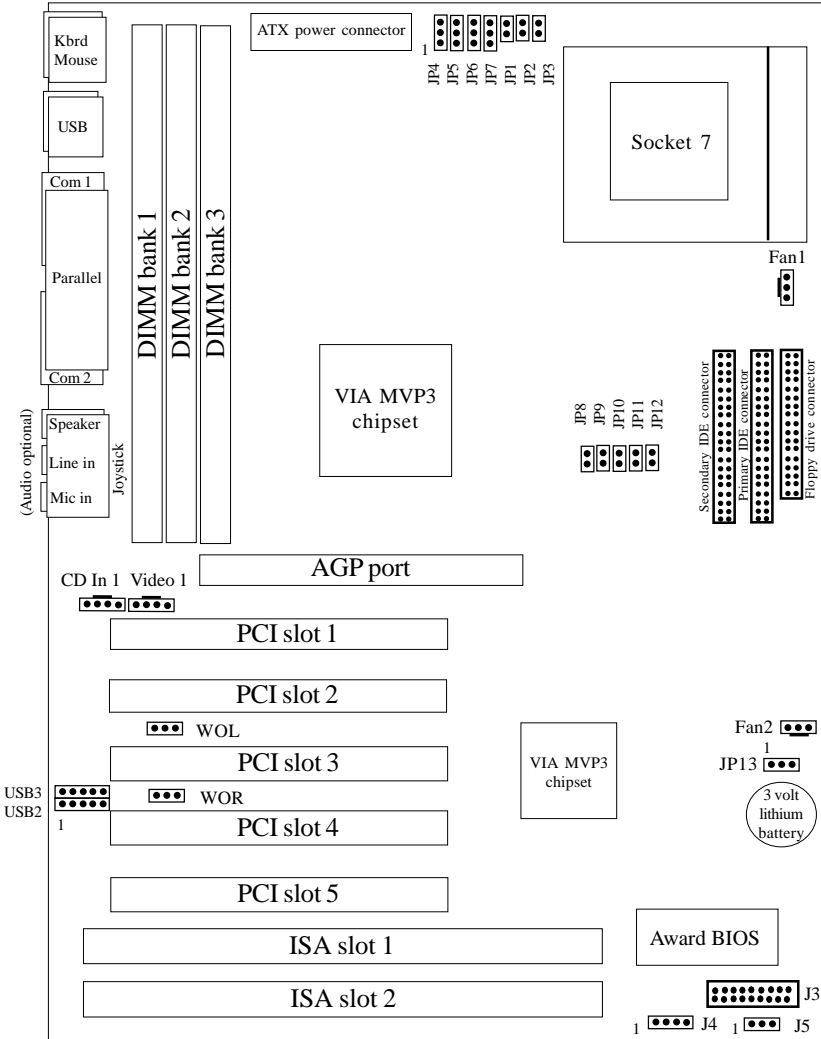 Kbrd
Mouse
ATX power connector
1
JP4
JP5
JP6
JP7
JP1
JP2
JP3
USB
Socket 7
Com 1
Parallel
Com 2
DIMM bank 1
DIMM bank 2
DIMM bank 3
Fan1
VIA MVP3
chipset
JP8
JP9
JP10
JP11
JP12
Secondary IDE connector
Primary IDE connector
Floppy drive connector
(Audio optional)
Speaker
Line in
Mic in
Joystick
AGP port
CD In 1
Video 1
PCI slot 1
PCI slot 2
WOL
PCI slot 3
VIA MVP3
chipset
Fan2
1
JP13
USB3
USB2
1
WOR
3 volt
lithium
battery
PCI slot 4
PCI slot 5
ISA slot 1
Award BIOS
ISA slot 2
J3
1
J4
1
J5